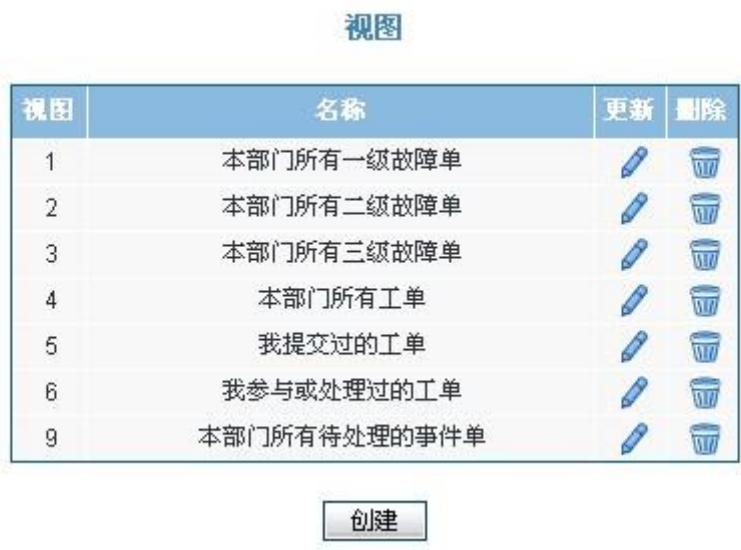 视图
视图 名称 更新 删除
1 本部门所有一级故障单
2 本部门所有二级故障单
3 本部门所有三级故障单
4 本部门所有工单
5 我提交过的工单
6 我参与或处理过的工单
9 本部门所有待处理的事件单
创建